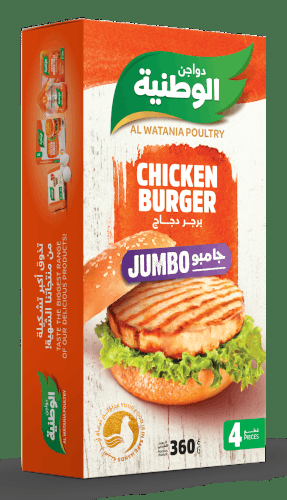 دواجن
الوطنية
AL WATANIA POULTRY
CHICKEN
BURGER
برجر دجاج
JUMBO جامبو
360
4
قطع
PIECES
تذوق أكبر تشكيلة
من منتجاتنا الشهية!
TASTE THE BIGGEST RANGE
OF OUR DELICIOUS PRODUCTS!
الوطنية
AL WATANIA POULTRY